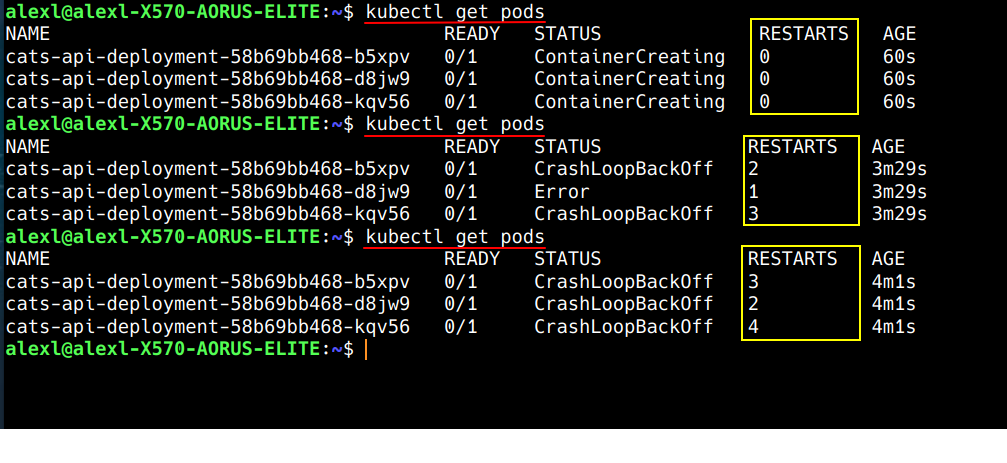 alexl@alexl-X570-AORUS-ELITE:~$ kubectl get pods
NAME READY STATUS RESTARTS AGE
cats-api-deployment-58b69bb468-b5xpv 0/1 ContainerCreating 0 60s
cats-api-deployment-58b69bb468-d8jw9 0/1 ContainerCreating 0 60s
cats-api-deployment-58b69bb468-kqv56 0/1 ContainerCreating 0 60s
alexl@alexl-X570-AORUS-ELITE:~$ kubectl get pods
NAME READY STATUS RESTARTS AGE
cats-api-deployment-58b69bb468-b5xpv 0/1 CrashLoopBackOff 2 3m29s
cats-api-deployment-58b69bb468-d8jw9 0/1 Error 1 3m29s
cats-api-deployment-58b69bb468-kqv56 0/1 CrashLoopBackOff 3 3m29s
alexl@alexl-X570-AORUS-ELITE:~$ kubectl get pods
NAME READY STATUS RESTARTS AGE
cats-api-deployment-58b69bb468-b5xpv 0/1 CrashLoopBackOff 3 4m1s
cats-api-deployment-58b69bb468-d8jw9 0/1 CrashLoopBackOff 2 4m1s
cats-api-deployment-58b69bb468-kqv56 0/1 CrashLoopBackOff 4 4m1s
alexl@alexl-X570-AORUS-ELITE:~$